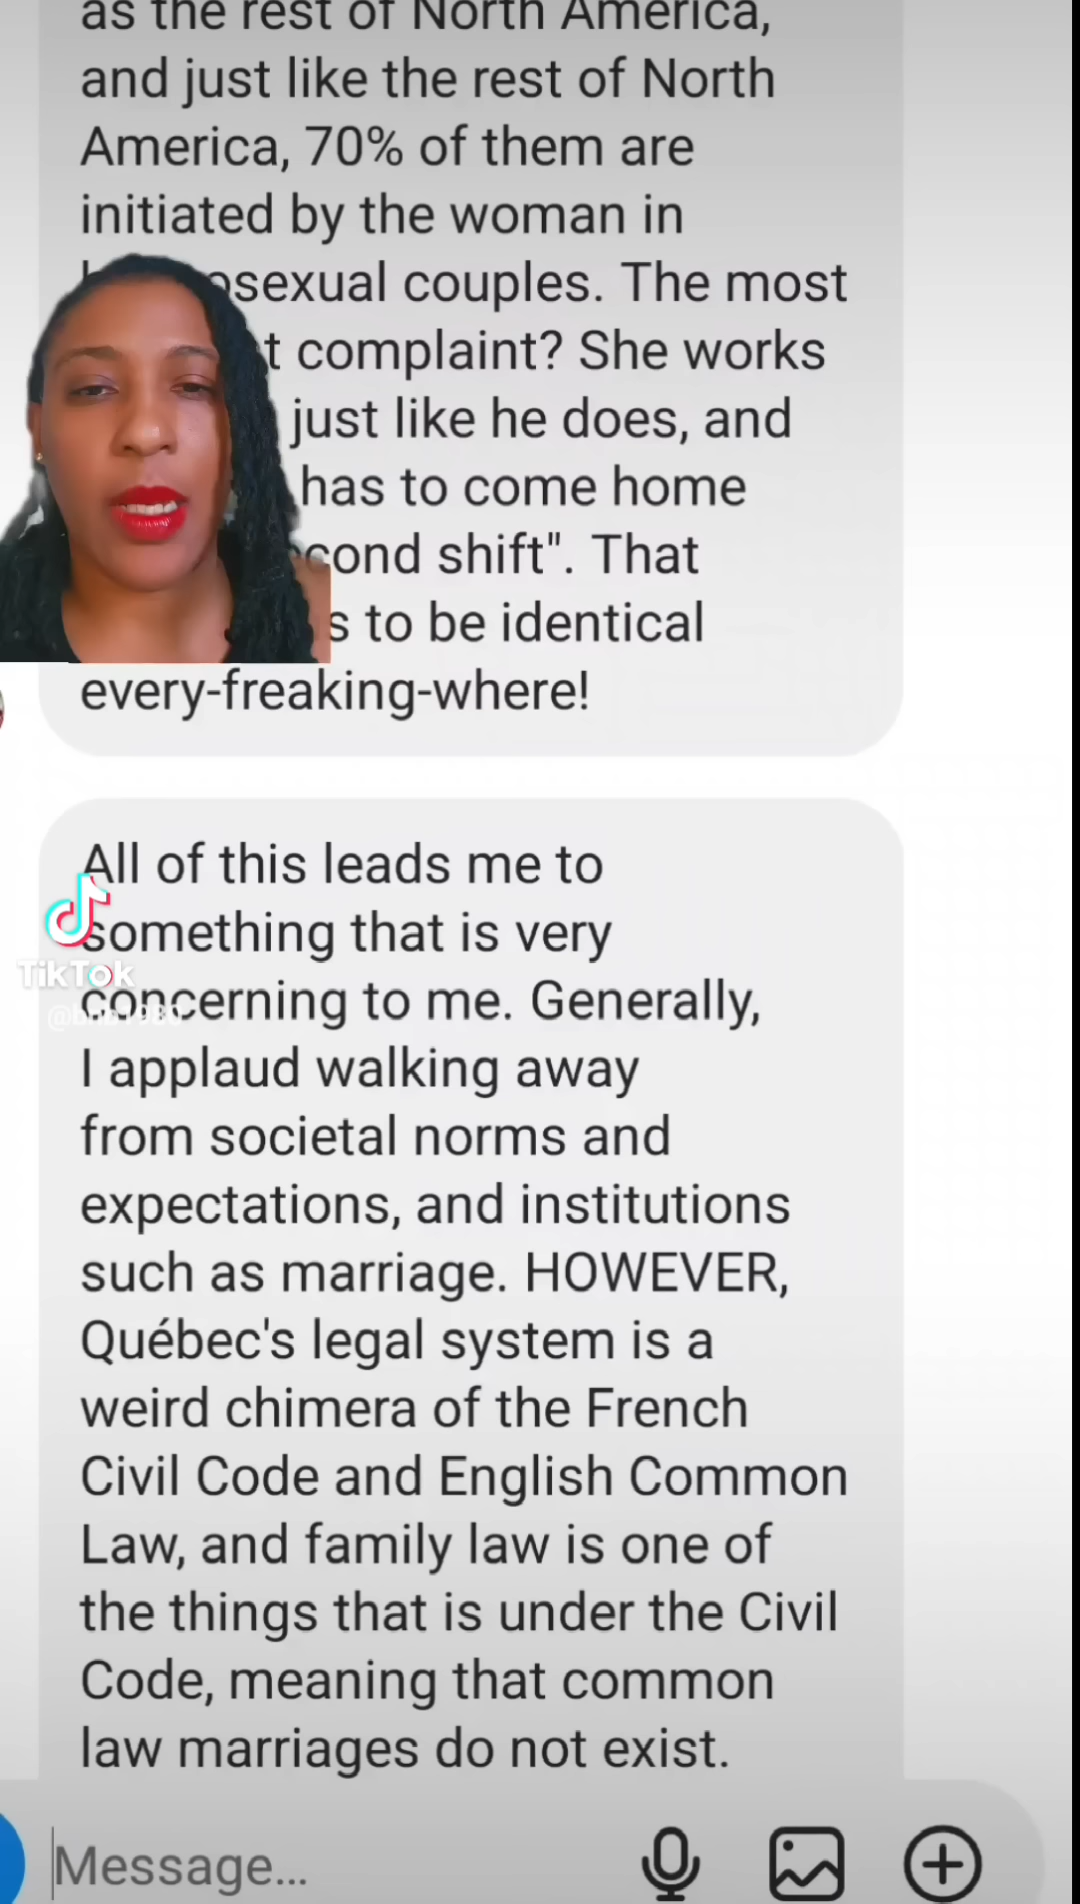 as the rest of North America,
and just like the rest of North
America, 70% of them are
initiated by the woman in
osexual couples. The most
t complaint? She works
just like he does, and
has to come home
cond shift". That
s to be identical
every-freaking-where!
All of this leads me to
something that is very
concerning to me. Generally,
I applaud walking away
from societal norms and
expectations, and institutions
such as marriage. HOWEVER,
Québec's legal system is a
weird chimera of the French
Civil Code and English Common
Law, and family law is one of
the things that is under the Civil
Code, meaning that common
law marriages do not exist.
TikTok
Message...